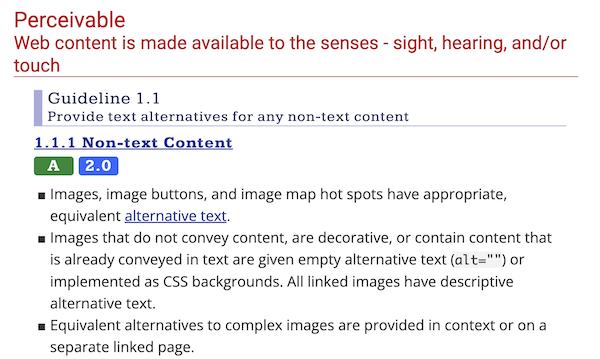 Perceivable
Web content is made available to the senses - sight, hearing, and/or
touch
Guideline 1.1
Provide text alternatives for any non-text content
1.1.1 Non-text Content
A 2.0
■ Images, image buttons, and image map hot spots have appropriate,
equivalent alternative text.
■ Images that do not convey content, are decorative, or contain content that
is already conveyed in text are given empty alternative text (alt="") or
implemented as CSS backgrounds. All linked images have descriptive
alternative text.
■ Equivalent alternatives to complex images are provided in context or on a
separate linked page.